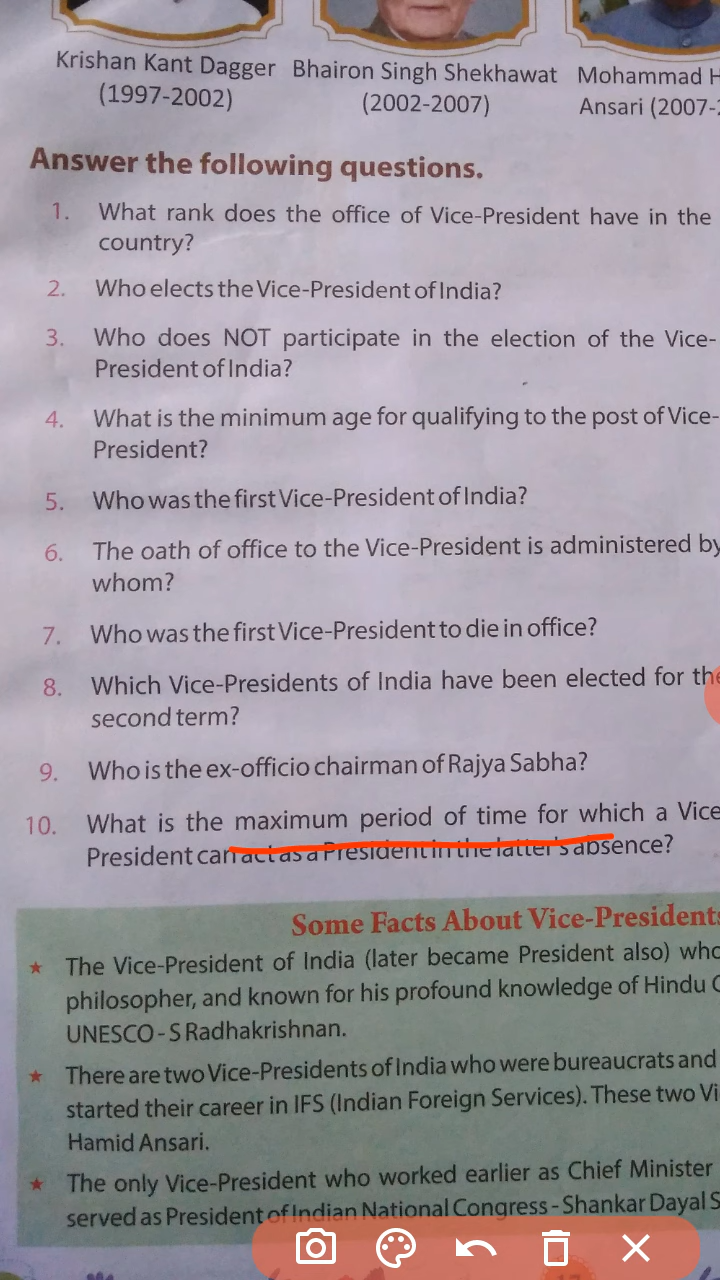 Krishan Kant Dagger Bhairon Singh Shekhawat Mohammad H
(1997-2002) (2002-2007) Ansari (2007-2
Answer the following questions.
1. What rank does the office of Vice-President have in the
country?
2. Who elects the Vice-President of India?
3. Who does NOT participate in the election of the Vice-
President of India?
4. What is the minimum age for qualifying to the post of Vice-
President?
5. Who was the first Vice-President of India?
6. The oath of office to the Vice-President is administered by
whom?
7. Who was the first Vice-President to die in office?
8. Which Vice-Presidents of India have been elected for the
second term?
9. Who is the ex-officio chairman of Rajya Sabha?
10. What is the maximum period of time for which a Vice
President can act as a President in the latter's absence?
Some Facts About Vice-Presidents
★ The Vice-President of India (later became President also) who
philosopher, and known for his profound knowledge of Hindu
UNESCO - S Radhakrishnan.
★ There are two Vice-Presidents of India who were bureaucrats and
started their career in IFS (Indian Foreign Services). These two Vi
Hamid Ansari.
★ The only Vice-President who worked earlier as Chief Minister
served as President of Indian National Congress - Shankar Dayal S